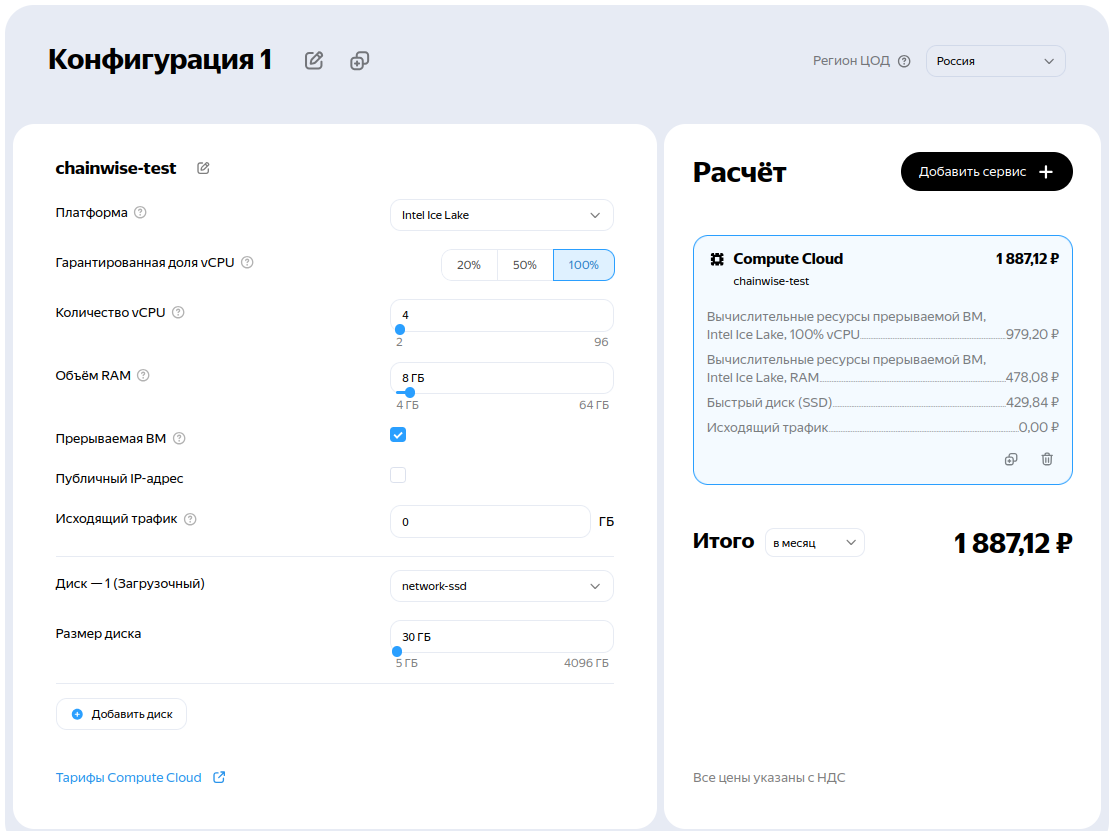 Конфигурация 1
Регион ЦОД
Россия
chainwise-test
Платформа
Intel Ice Lake
Гарантированная доля vCPU
20%
50%
100%
Количество vCPU
4
2
96
Объём RAM
8 ГБ
4 ГБ
64 ГБ
Прерываемая ВМ
Публичный IP-адрес
Исходящий трафик
0
ГБ
Диск — 1 (Загрузочный)
network-ssd
Размер диска
30 ГБ
5 ГБ
4096 ГБ
Добавить диск
Тарифы Compute Cloud
Расчёт
Добавить сервис
Compute Cloud
1 887,12 ₽
chainwise-test
Вычислительные ресурсы прерываемой ВМ,
Intel Ice Lake, 100% vCPU
979,20 ₽
Вычислительные ресурсы прерываемой ВМ,
Intel Ice Lake, RAM
478,08 ₽
Быстрый диск (SSD)
429,84 ₽
Исходящий трафик
0,00 ₽
Итого
в месяц
1 887,12 ₽
Все цены указаны с НДС